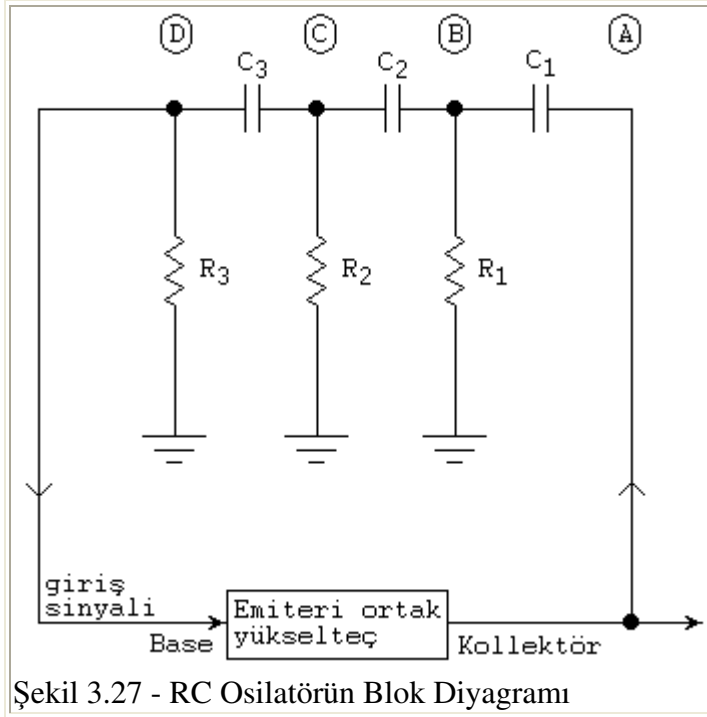 D C B A
C3 C2 C1
R3 R2 R1
giriş
sinyali
Base
Emiteri ortak
yükselteç
Kollektör
Şekil 3.27 - RC Osilatörün Blok Diyagramı